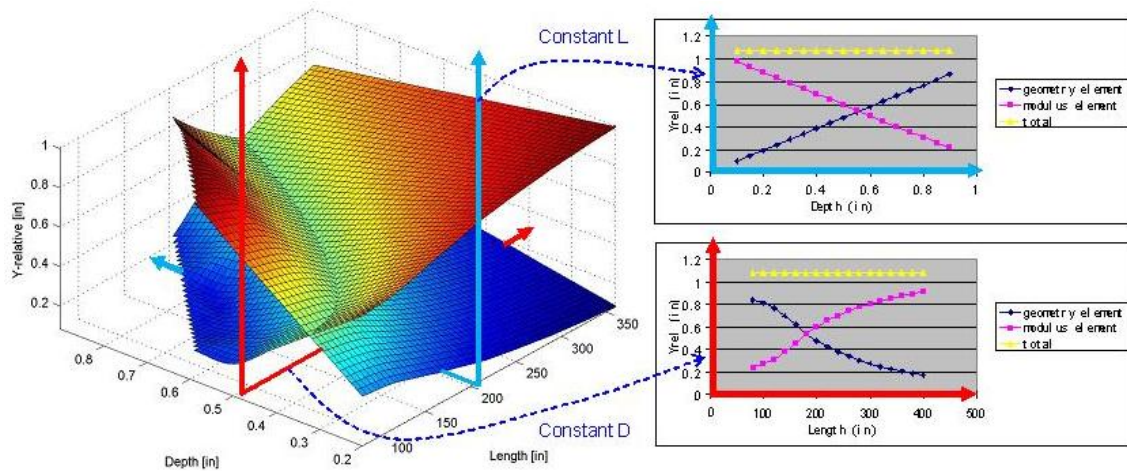 Constant L
Y-relative [in]
1
0.8
0.6
0.4
0.2
0.8
0.7
0.6
0.5
0.4
0.3
0.2
Depth [in]
100
150
200
250
300
350
Length [in]
Constant D
Yrel (in)
1.2
1
0.8
0.6
0.4
0.2
0
0
0.2
0.4
0.6
0.8
1
Depth (in)
geometry element
modulus element
total
Yrel (in)
1.2
1
0.8
0.6
0.4
0.2
0
0
100
200
300
400
500
Length (in)
geometry element
modulus element
total